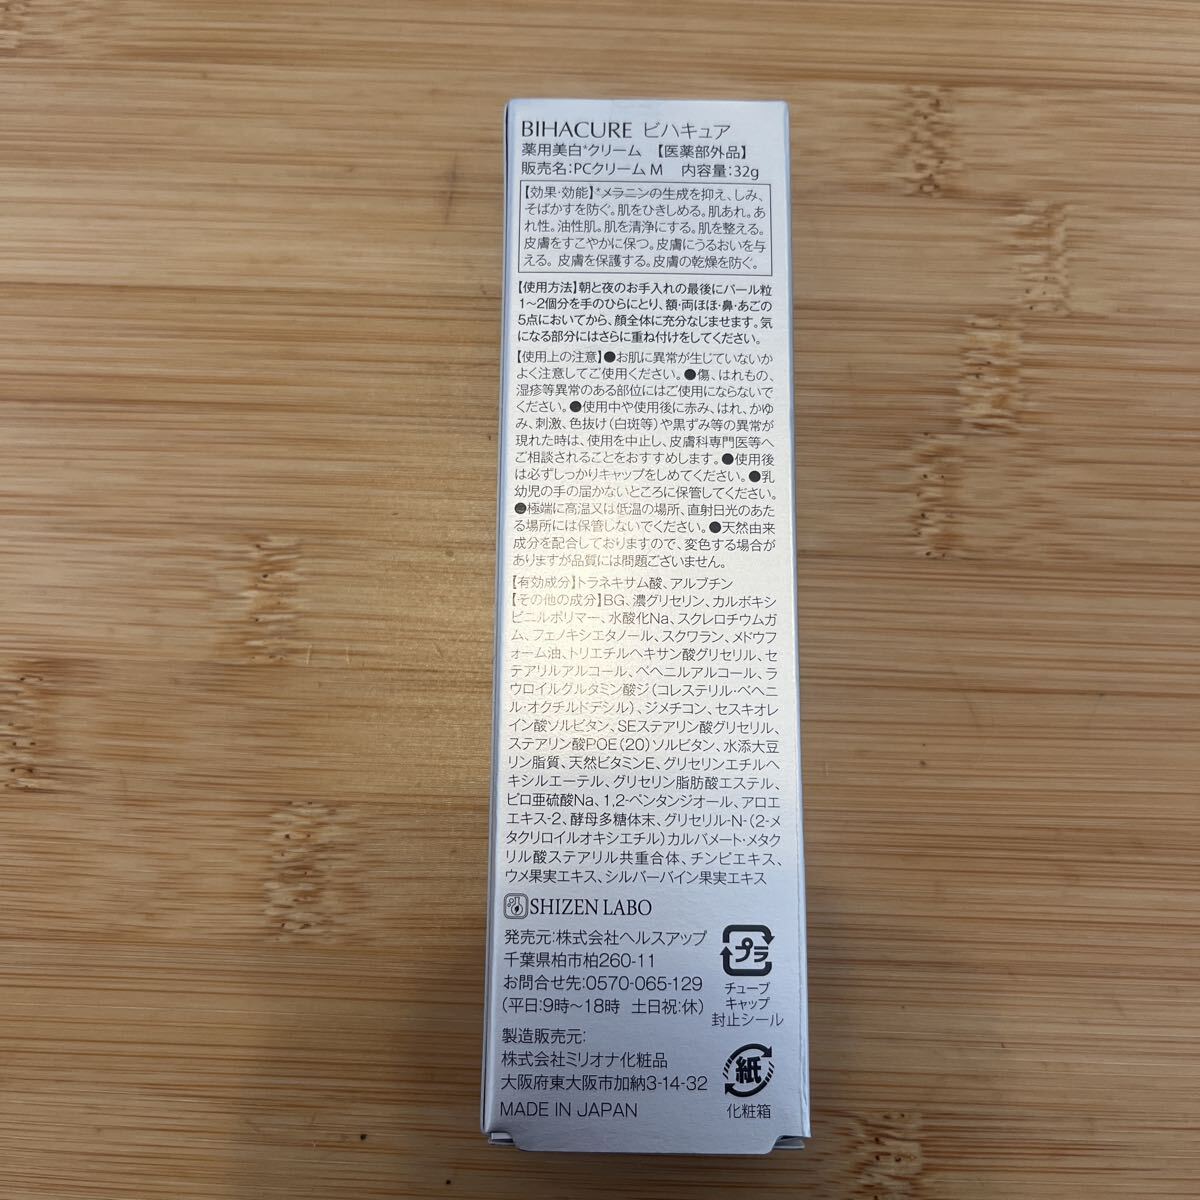 BIHACURE ビハキュア
薬用美白*クリーム 【医薬部外品】
販売名:PCクリーム M 内容量:32g
【効果・効能】*メラニンの生成を抑え、しみ、
そばかすを防ぐ。肌をひきしめる。肌あれ。あ
れ性。油性肌。肌を清浄にする。肌を整える。
皮膚をすこやかに保つ。皮膚にうるおいを与
える。皮膚を保護する。皮膚の乾燥を防ぐ。
【使用方法】朝と夜のお手入れの最後にパール粒
1〜2個分を手のひらにとり、額・両ほほ・鼻・あごの
5点においてから、顔全体に充分なじませます。気
になる部分にはさらに重ね付けをしてください。
【使用上の注意】●お肌に異常が生じていないか
よく注意してご使用ください。●傷、はれもの、
湿疹等異常のある部位にはご使用にならないで
ください。●使用中や使用後に赤み、はれ、かゆ
み、刺激、色抜け(白斑等)や黒ずみ等の異常が
現れた時は、使用を中止し、皮膚科専門医等へ
ご相談されることをおすすめします。●使用後
は必ずしっかりキャップをしめてください。●乳
幼児の手の届かないところに保管してください。
●極端に高温又は低温の場所、直射日光のあた
る場所には保管しないでください。●天然由来
成分を配合しておりますので、変色する場合が
ありますが品質には問題ございません。
【有効成分】トラネキサム酸、アルブチン
【その他の成分】BG、濃グリセリン、カルボキシ
ビニルポリマー、水酸化Na、スクレロチウムガ
ム、フェノキシエタノール、スクワラン、メドウフ
ォーム油、トリエチルヘキサン酸グリセリル、セ
テアリルアルコール、ベヘニルアルコール、ラ
ウロイルグルタミン酸ジ(コレステリル・ベヘニ
ル・オクチルドデシル)、ジメチコン、セスキオレ
イン酸ソルビタン、SEステアリン酸グリセリル、
ステアリン酸POE(20)ソルビタン、水添大豆
リン脂質、天然ビタミンE、グリセリンエチルヘ
キシルエーテル、グリセリン脂肪酸エステル、
ピロ亜硫酸Na、1,2-ペンタンジオール、アロエ
エキス-2、酵母多糖体末、グリセリル-N-(2-メ
タクリロイルオキシエチル)カルバメート・メタク
リル酸ステアリル共重合体、チンピエキス、
ウメ果実エキス、シルバーバイン果実エキス
SHIZEN LABO
発売元:株式会社ヘルスアップ
千葉県柏市柏260-11
お問合せ先:0570-065-129
(平日:9時〜18時 土日祝:休)
プラ
チューブ
キャップ
封止シール
製造販売元:
株式会社ミリオナ化粧品
大阪府東大阪市加納3-14-32
MADE IN JAPAN
紙
化粧箱